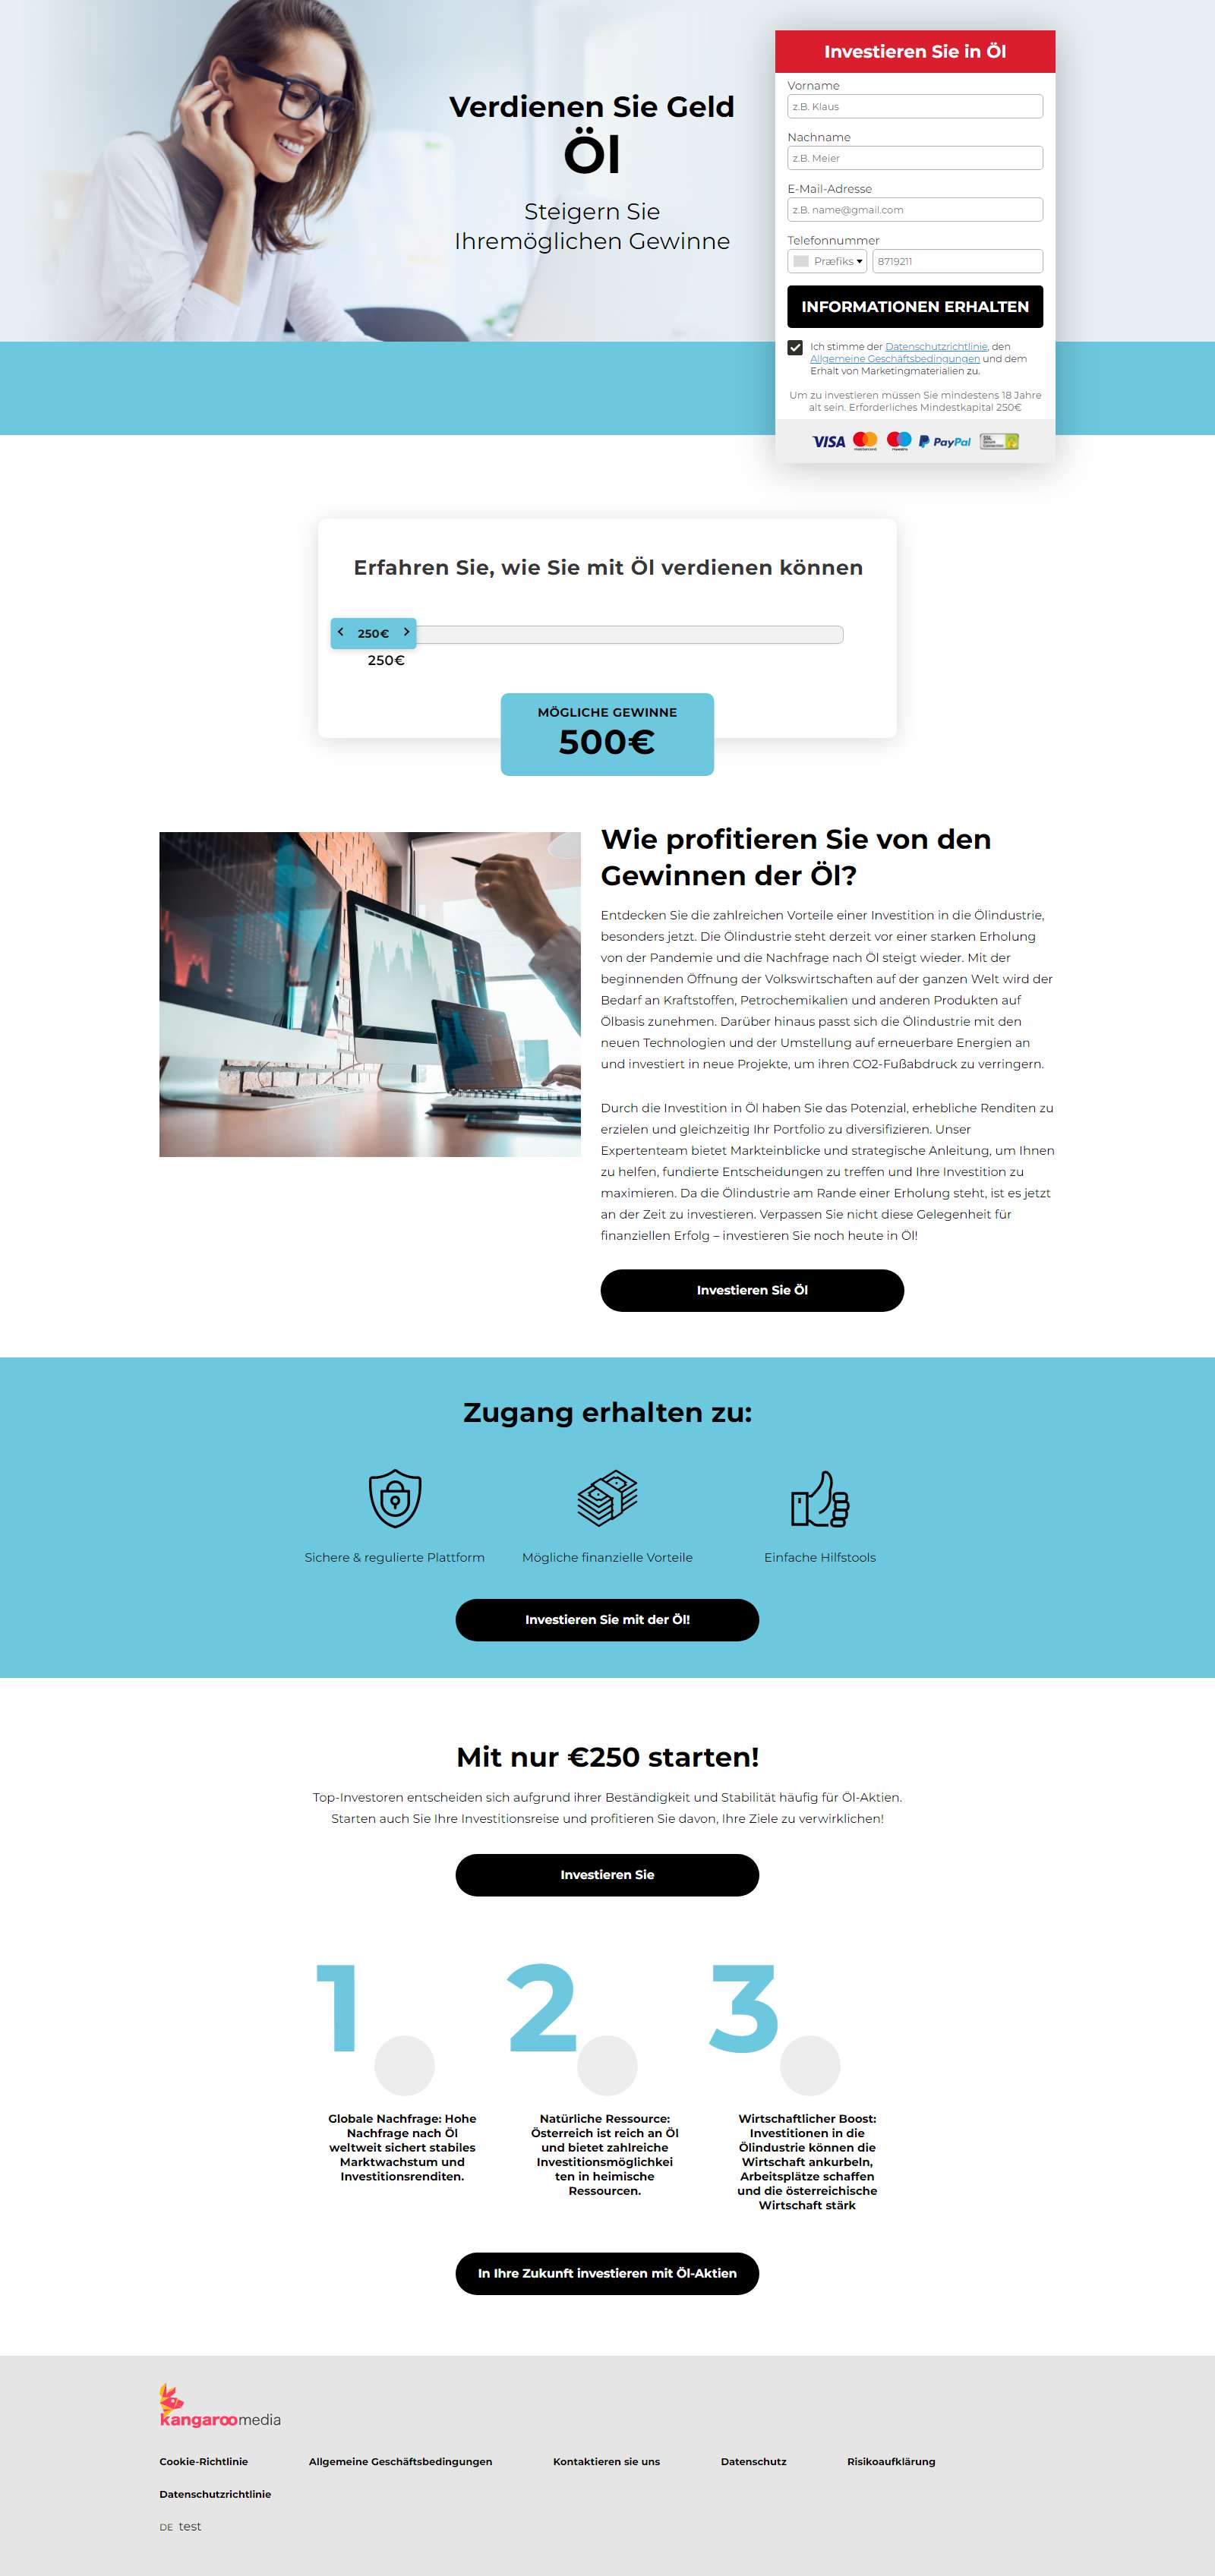 Verdienen Sie Geld
Öl
Steigern Sie
Ihremöglichen Gewinne
Investieren Sie in Öl
Vorname
z.B. Klaus
Nachname
z.B. Meier
E-Mail-Adresse
z.B. name@gmail.com
Telefonnummer
Præfiks 8719211
INFORMATIONEN ERHALTEN
Ich stimme der Datenschutzrichtlinie, den
Allgemeine Geschäftsbedingungen und dem
Erhalt von Marketingmaterialien zu.
Um zu investieren müssen Sie mindestens 18 Jahre
alt sein. Erforderliches Mindestkapital 250€
VISA PayPal
Erfahren Sie, wie Sie mit Öl verdienen können
250€
250€
MÖGLICHE GEWINNE
500€
Wie profitieren Sie von den
Gewinnen der Öl?
Entdecken Sie die zahlreichen Vorteile einer Investition in die Ölindustrie,
besonders jetzt. Die Ölindustrie steht derzeit vor einer starken Erholung
von der Pandemie und die Nachfrage nach Öl steigt wieder. Mit der
beginnenden Öffnung der Volkswirtschaften auf der ganzen Welt wird der
Bedarf an Kraftstoffen, Petrochemikalien und anderen Produkten auf
Ölbasis zunehmen. Darüber hinaus passt sich die Ölindustrie mit den
neuen Technologien und der Umstellung auf erneuerbare Energien an
und investiert in neue Projekte, um ihren CO2-Fußabdruck zu verringern.
Durch die Investition in Öl haben Sie das Potenzial, erhebliche Renditen zu
erzielen und gleichzeitig Ihr Portfolio zu diversifizieren. Unser
Expertenteam bietet Markteinblicke und strategische Anleitung, um Ihnen
zu helfen, fundierte Entscheidungen zu treffen und Ihre Investition zu
maximieren. Da die Ölindustrie am Rande einer Erholung steht, ist es jetzt
an der Zeit zu investieren. Verpassen Sie nicht diese Gelegenheit für
finanziellen Erfolg – investieren Sie noch heute in Öl!
Investieren Sie Öl
Zugang erhalten zu:
Sichere & regulierte Plattform
Mögliche finanzielle Vorteile
Einfache Hilfstools
Investieren Sie mit der Öl!
Mit nur €250 starten!
Top-Investoren entscheiden sich aufgrund ihrer Beständigkeit und Stabilität häufig für Öl-Aktien.
Starten auch Sie Ihre Investitionsreise und profitieren Sie davon, Ihre Ziele zu verwirklichen!
Investieren Sie
1
Globale Nachfrage: Hohe
Nachfrage nach Öl
weltweit sichert stabiles
Marktwachstum und
Investitionsrenditen.
2
Natürliche Ressource:
Österreich ist reich an Öl
und bietet zahlreiche
Investitionsmöglichkei
ten in heimische
Ressourcen.
3
Wirtschaftlicher Boost:
Investitionen in die
Ölindustrie können die
Wirtschaft ankurbeln,
Arbeitsplätze schaffen
und die österreichische
Wirtschaft stärk
In Ihre Zukunft investieren mit Öl-Aktien
kangaroomedia
Cookie-Richtlinie Allgemeine Geschäftsbedingungen Kontaktieren sie uns Datenschutz Risikoaufklärung
Datenschutzrichtlinie
DE test